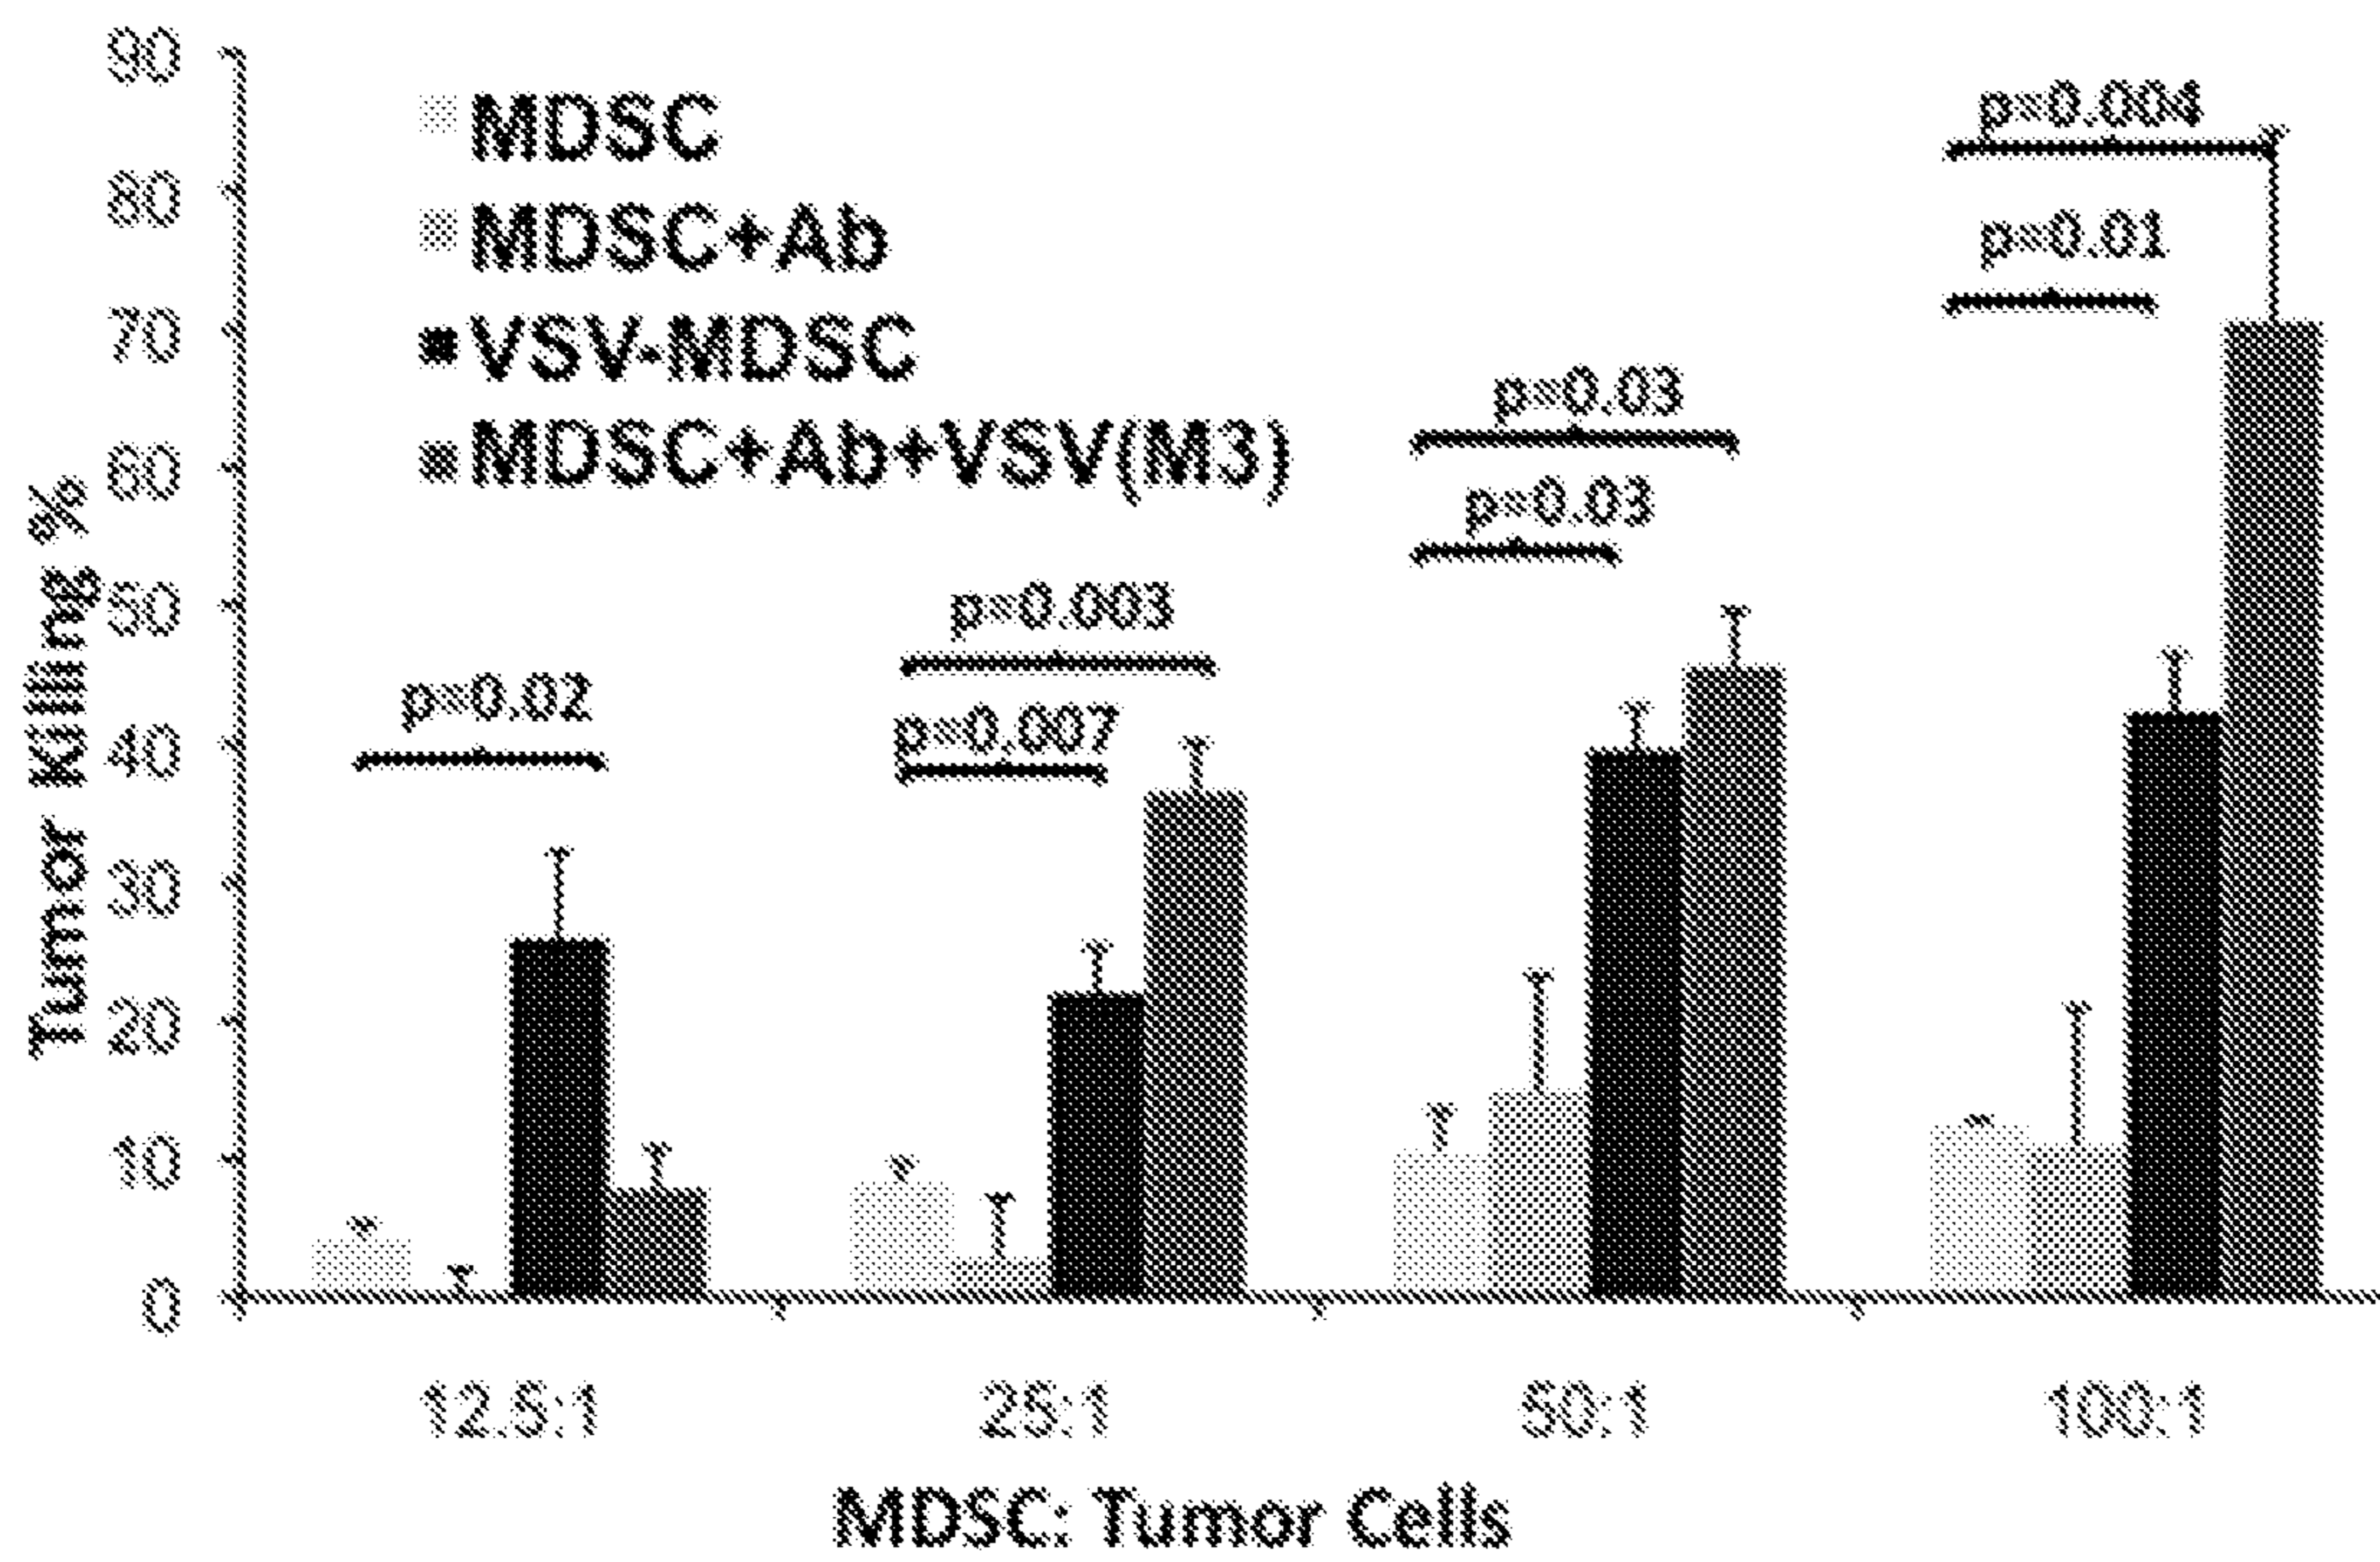 90
80
70
60
50
40
30
20
10
0
Tumor Killing %
MDSC
MDSC+Ab
VSV-MDSC
MDSC+Ab+VSV(M3)
p=0.02
p=0.003
p=0.007
p=0.03
p=0.03
p=0.004
p=0.01
12.5:1
25:1
50:1
100:1
MDSC: Tumor Cells